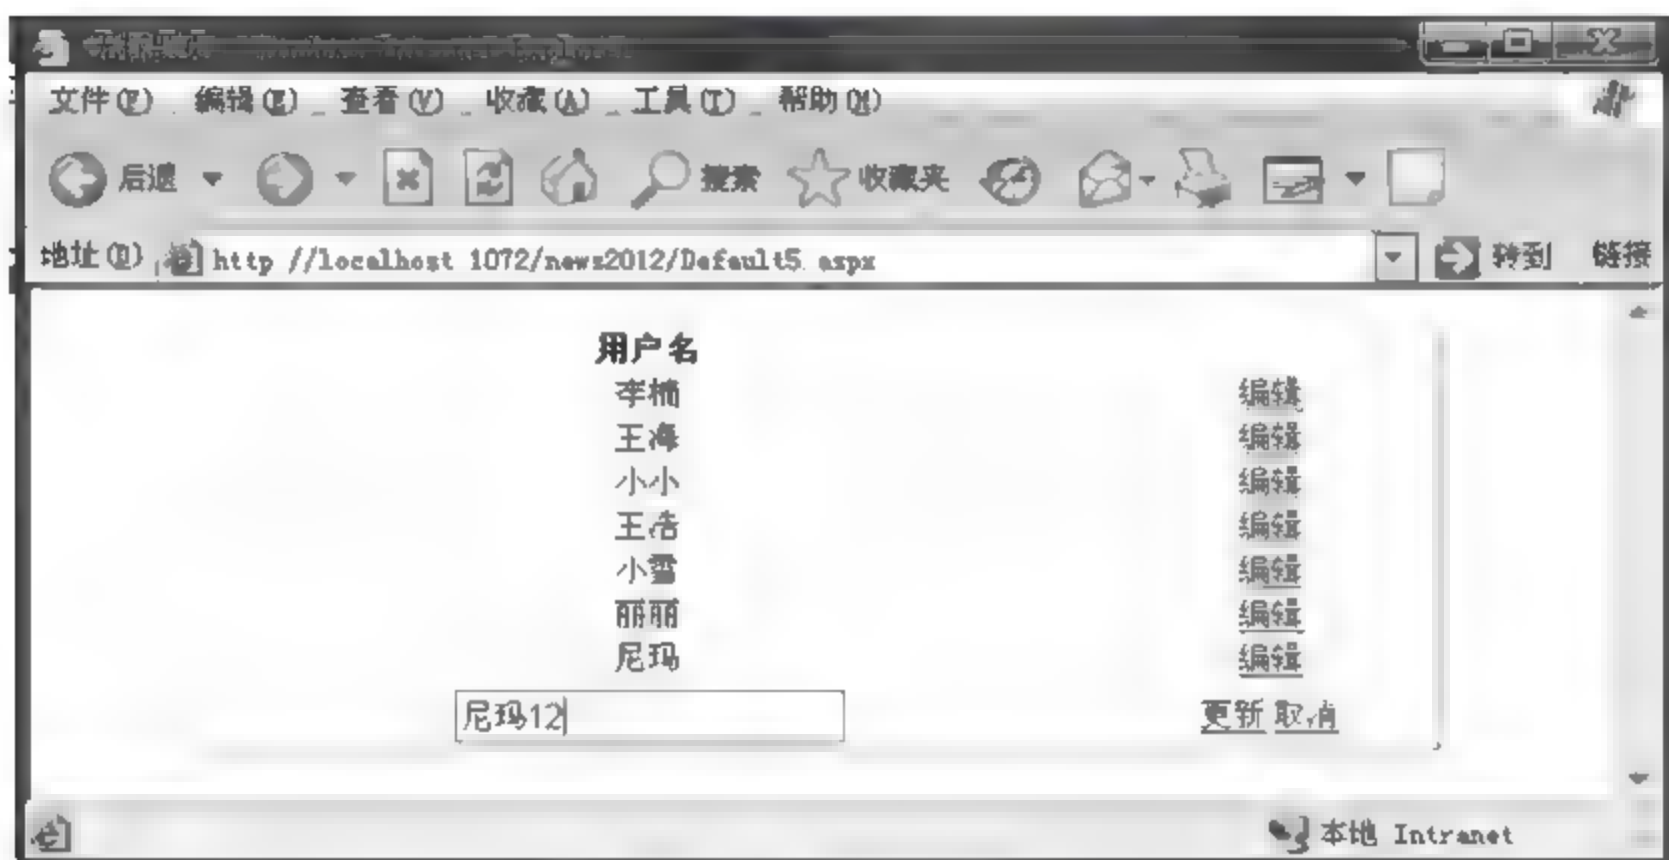 文件(F) 编辑(E) 查看(V) 收藏(A) 工具(T) 帮助(H)
后退 搜索 收藏夹
地址(D) http //localhost 1072/news2012/Default5.aspx 转到 链接
用户名
李楠 编辑
王海 编辑
小小 编辑
王浩 编辑
小雪 编辑
丽丽 编辑
尼玛 编辑
尼玛12 更新 取消
本地 Intranet